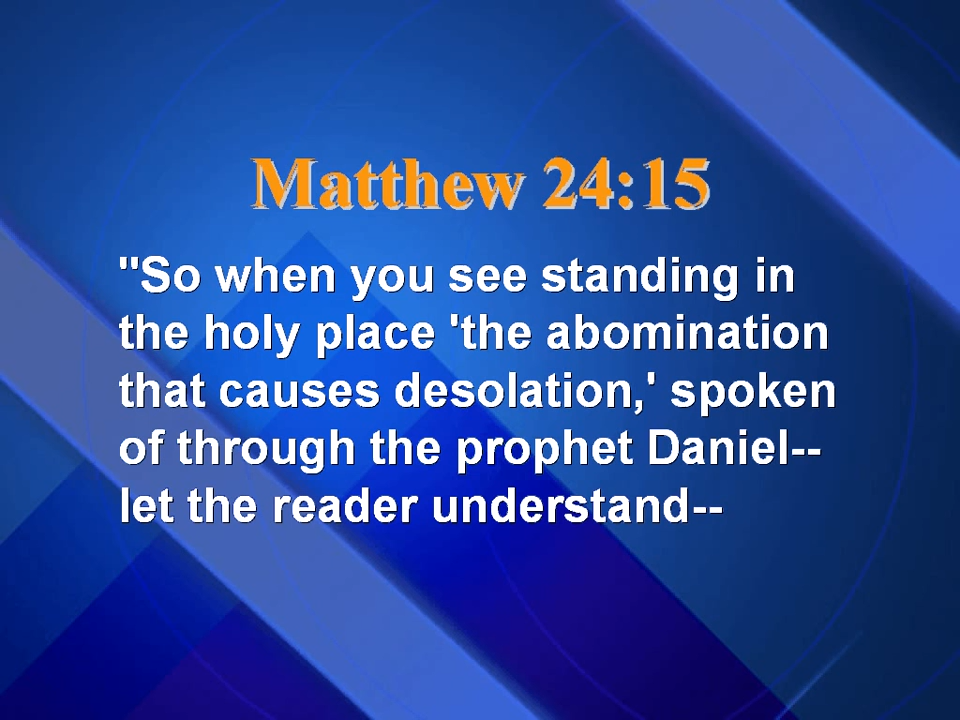 Matthew 24:15
"So when you see standing in
the holy place 'the abomination
that causes desolation,' spoken
of through the prophet Daniel--
let the reader understand--